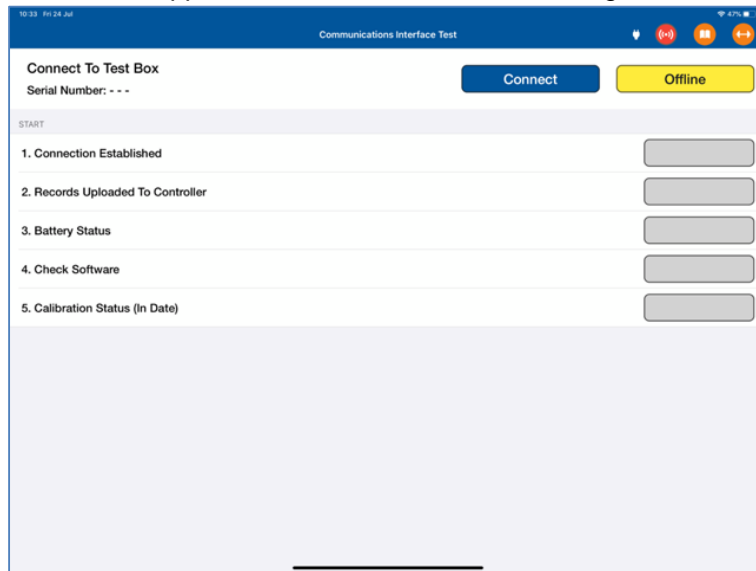 10:33 Fri 24 Jul
47%
Communications Interface Test
Connect To Test Box
Connect
Offline
Serial Number: - - -
START
1. Connection Established
2. Records Uploaded To Controller
3. Battery Status
4. Check Software
5. Calibration Status (In Date)